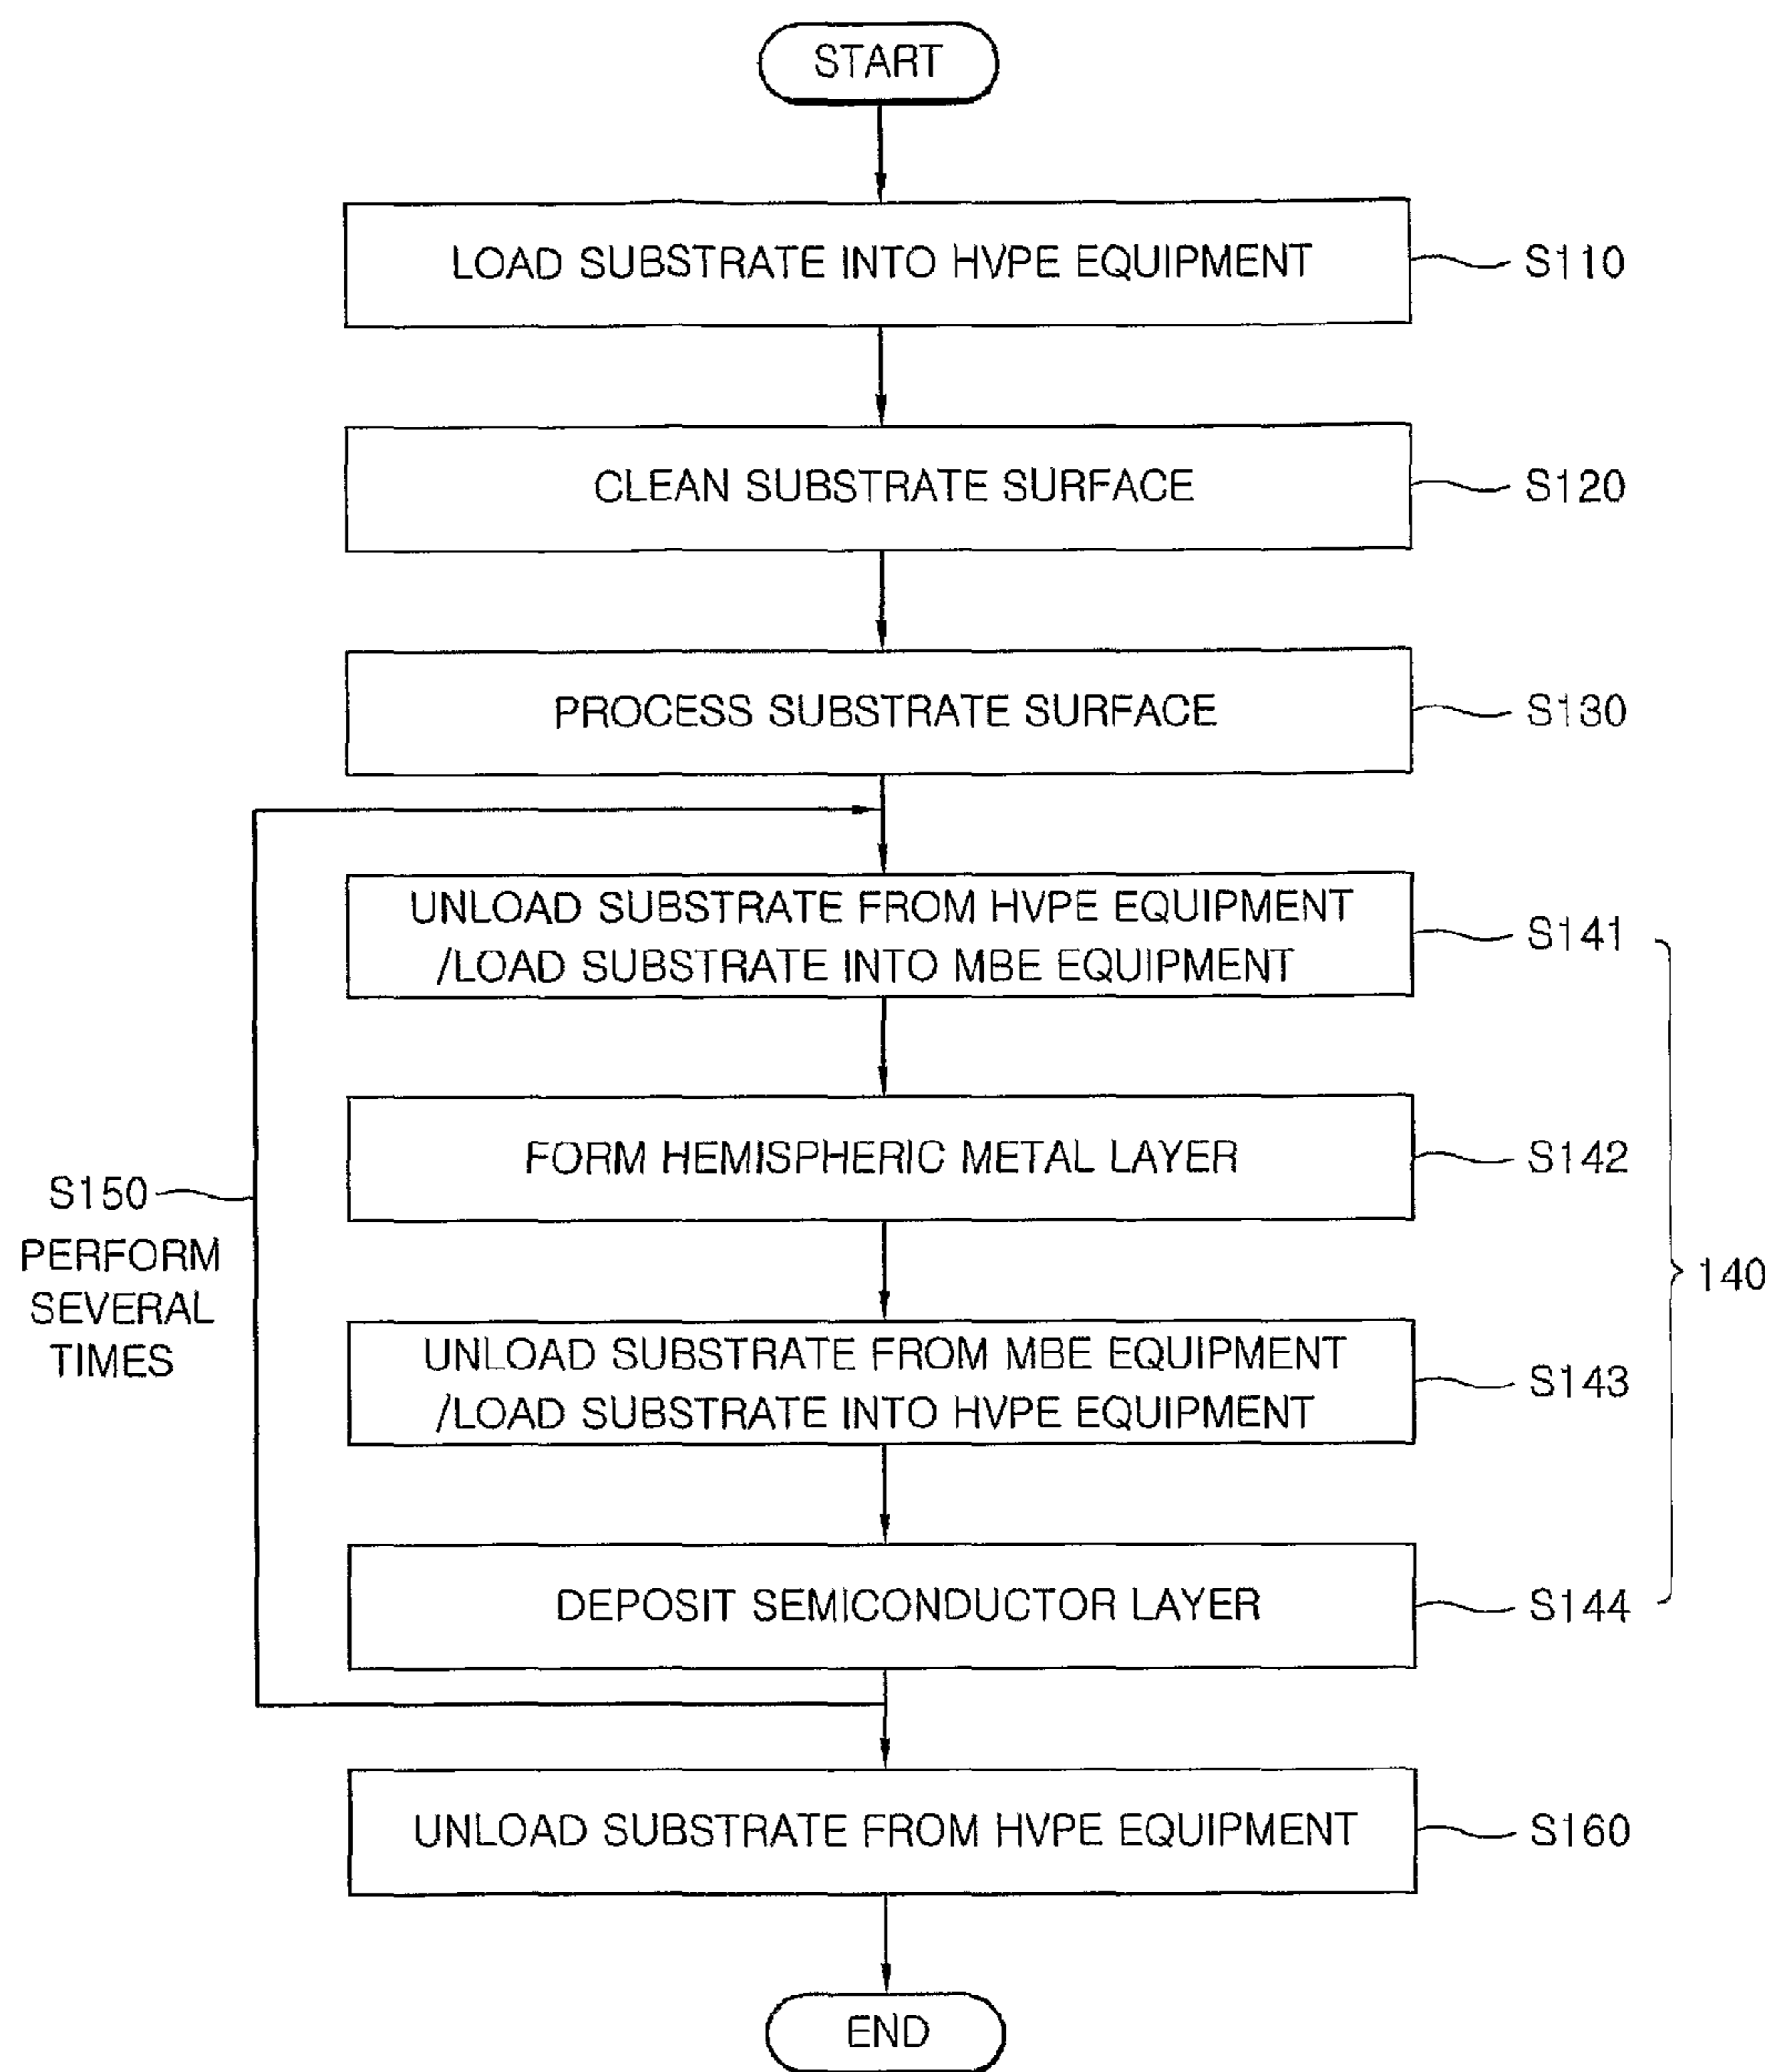 START
LOAD SUBSTRATE INTO HVPE EQUIPMENT
S110
CLEAN SUBSTRATE SURFACE
S120
PROCESS SUBSTRATE SURFACE
S130
UNLOAD SUBSTRATE FROM HVPE EQUIPMENT
/LOAD SUBSTRATE INTO MBE EQUIPMENT
S141
FORM HEMISPHERIC METAL LAYER
S142
S150
PERFORM
SEVERAL
TIMES
140
UNLOAD SUBSTRATE FROM MBE EQUIPMENT
/LOAD SUBSTRATE INTO HVPE EQUIPMENT
S143
DEPOSIT SEMICONDUCTOR LAYER
S144
UNLOAD SUBSTRATE FROM HVPE EQUIPMENT
S160
END